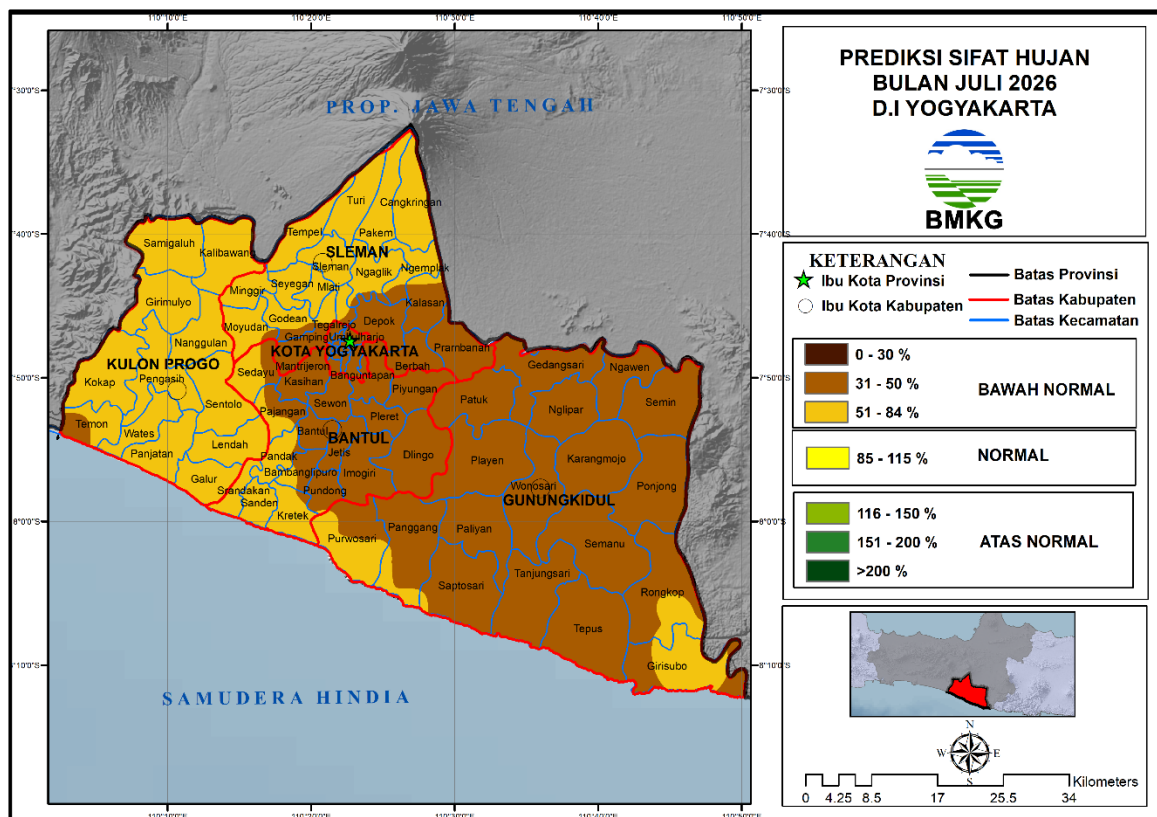 110°10'0"E
110°20'0"E
110°30'0"E
110°40'0"E
110°50'0"E
PREDIKSI SIFAT HUJAN
BULAN JULI 2026
D.I YOGYAKARTA
BMKG
KETERANGAN
Ibu Kota Provinsi
Ibu Kota Kabupaten
Batas Provinsi
Batas Kabupaten
Batas Kecamatan
0 - 30 %
31 - 50 %
51 - 84 %
BAWAH NORMAL
85 - 115 %
NORMAL
116 - 150 %
151 - 200 %
>200 %
ATAS NORMAL
N
W
E
S
Kilometers
0 4.25 8.5 17 25.5 34
PROP. JAWA TENGAH
Turi
Cangkringan
Tempel
Pakem
Samigaluh
Kalibawang
SLEMAN
Sleman
Ngaglik
Ngemplak
Seyegan
Mlati
Minggir
Girimulyo
Kalasan
Godean
Moyudan
Tegalrejo
Depok
Gamping
Umbulharjo
Nanggulan
KOTA YOGYAKARTA
Prambanan
KULON PROGO
Pengasih
Kokap
Sedayu
Mantrijeron
Kasihan
Banguntapan
Berbah
Piyungan
Gedangsari
Ngawen
Patuk
Nglipar
Semin
Sentolo
Pajangan
Sewon
Pleret
Temon
Wates
Panjatan
Lendah
Bantul
BANTUL
Jetis
Dlingo
Playen
Karangmojo
Pandak
Bambanglipuro
Imogiri
Galur
Srandakan
Sanden
Pundong
Kretek
Wonosari
GUNUNGKIDUL
Ponjong
Purwosari
Panggang
Paliyan
Semanu
Saptosari
Tanjungsari
Rongkop
Tepus
Girisubo
SAMUDERA HINDIA
7°40'0"S
7°50'0"S
8°0'0"S
8°10'0"S